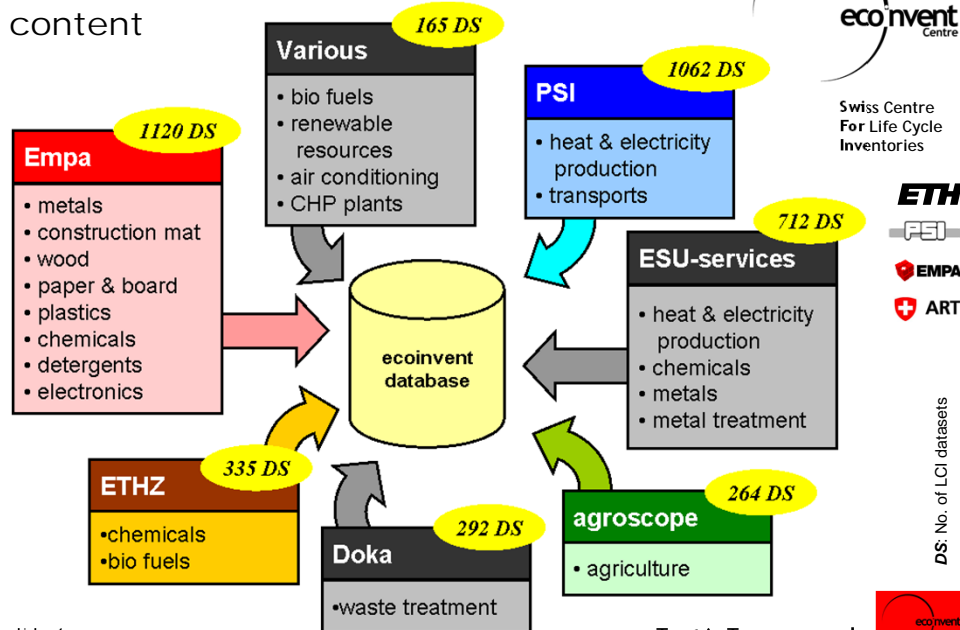 content
165 DS
Various
• bio fuels
• renewable
resources
• air conditioning
• CHP plants
1062 DS
PSI
• heat & electricity
production
• transports
ecoinvent
Centre
Swiss Centre
For Life Cycle
Inventories
ETH
PSI
EMPA
ART
1120 DS
Empa
• metals
• construction mat
• wood
• paper & board
• plastics
• chemicals
• detergents
• electronics
712 DS
ESU-services
• heat & electricity
production
• chemicals
• metals
• metal treatment
ecoinvent
database
335 DS
ETHZ
•chemicals
•bio fuels
292 DS
Doka
•waste treatment
264 DS
agroscope
• agriculture
DS: No. of LCI datasets
ecoinvent